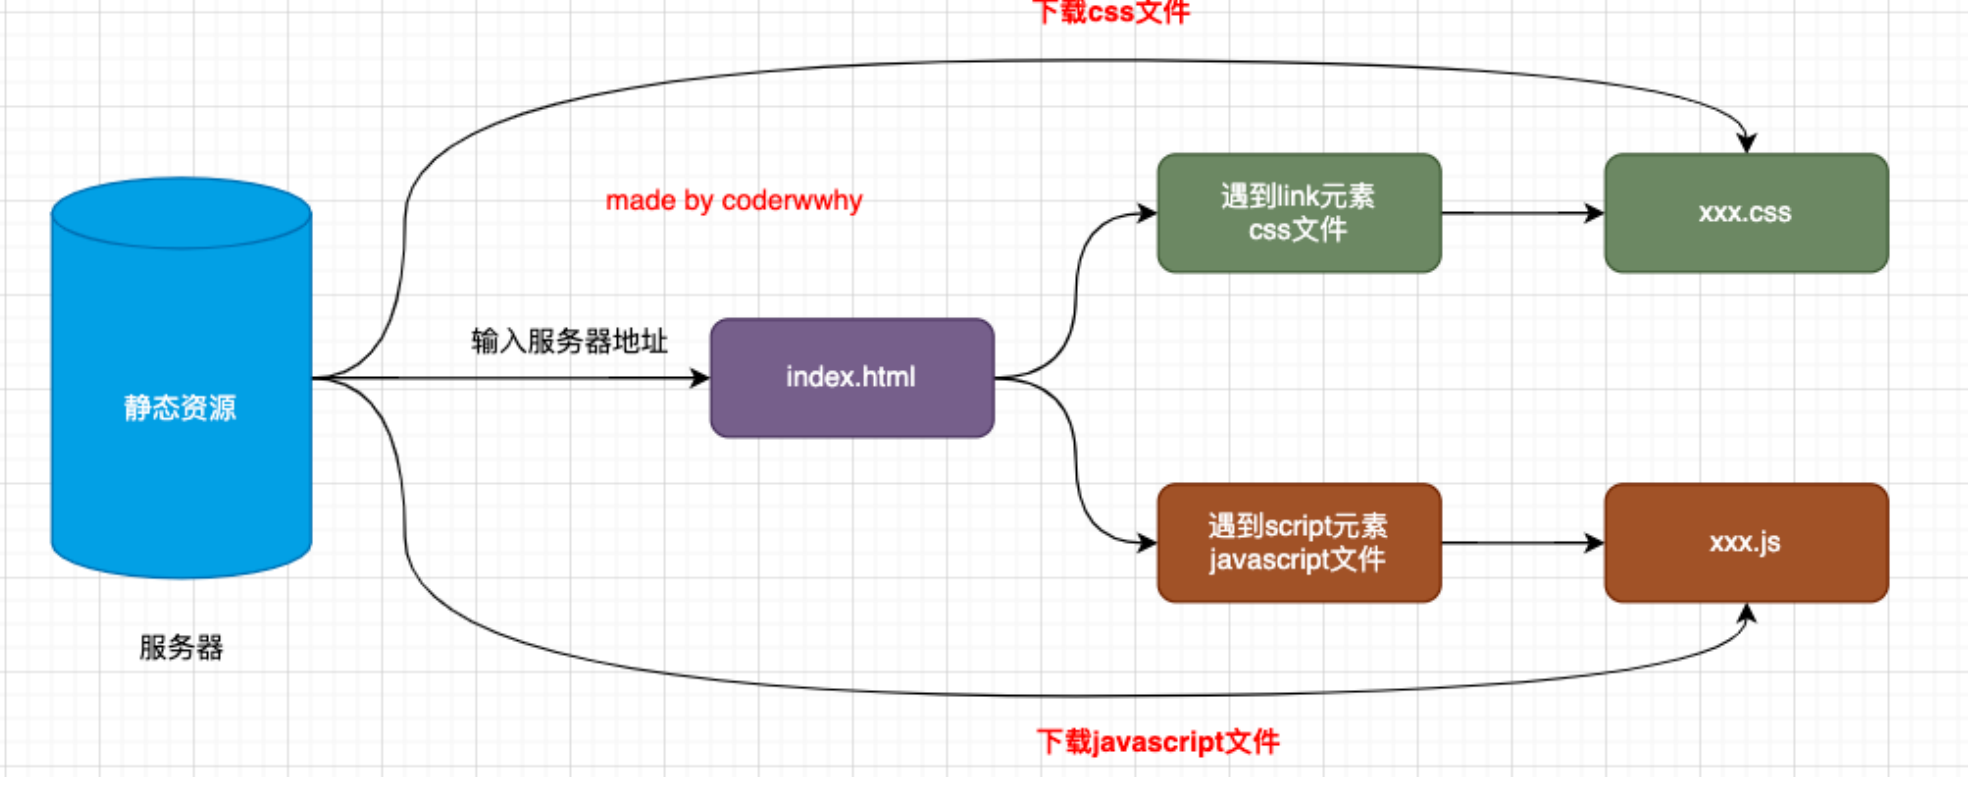 下载css文件
made by coderwwhy
遇到link元素
css文件
xxx.css
输入服务器地址
index.html
静态资源
遇到script元素
javascript文件
xxx.js
服务器
下载javascript文件